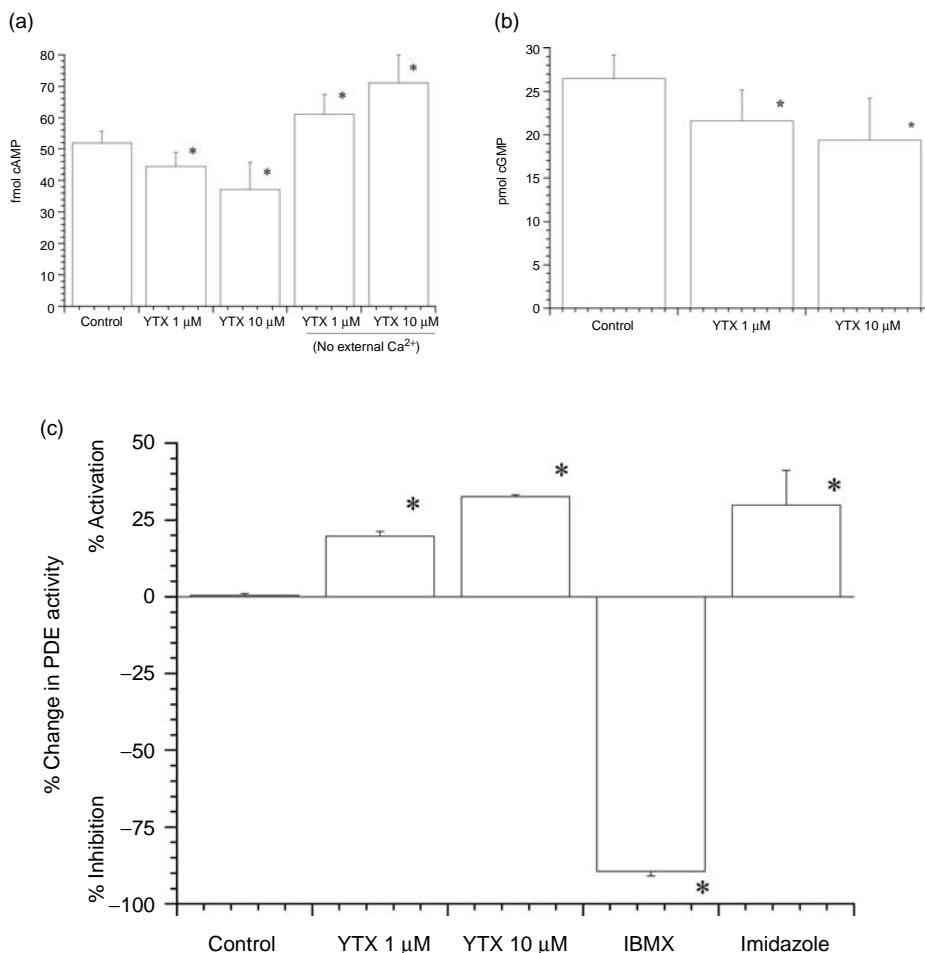 (a)
fmol cAMP
80
70
60
50
40
30
20
10
0
*
*
*
*
Control
YTX 1 μM
YTX 10 μM
YTX 1 μM
YTX 10 μM
(No external Ca²⁺)
(b)
pmol cGMP
30
25
20
15
10
5
0
*
*
Control
YTX 1 μM
YTX 10 μM
(c)
% Change in PDE activity
% Activation
% Inhibition
50
25
0
−25
−50
−75
−100
*
*
*
*
Control
YTX 1 μM
YTX 10 μM
IBMX
Imidazole